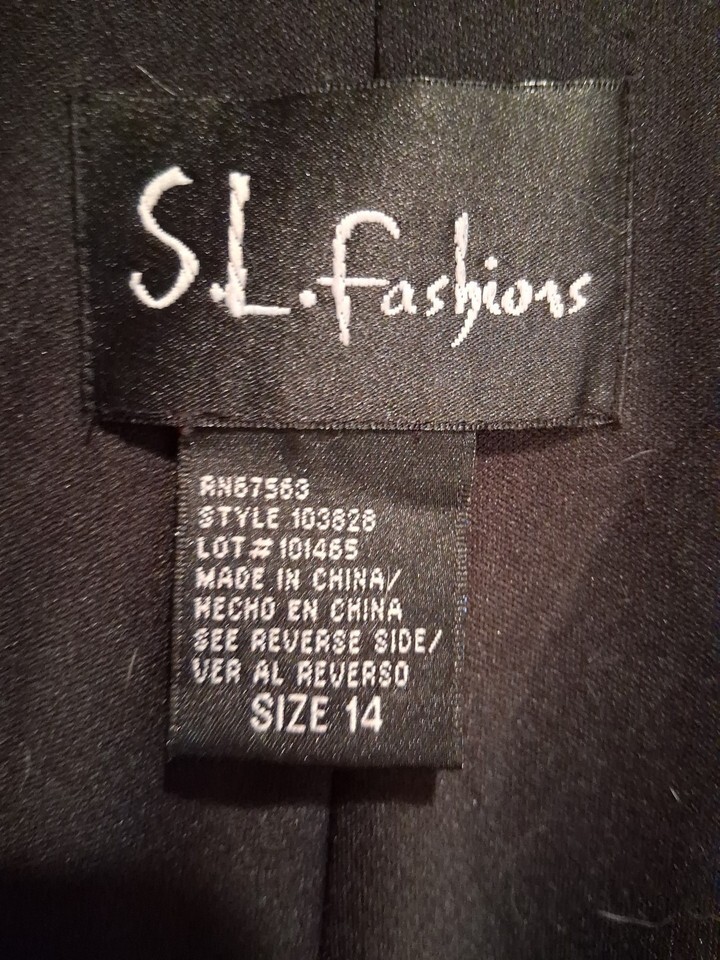 S.L. Fashions
RN67563
STYLE 103828
LOT# 101465
MADE IN CHINA/
HECHO EN CHINA
SEE REVERSE SIDE/
VER AL REVERSO
SIZE 14